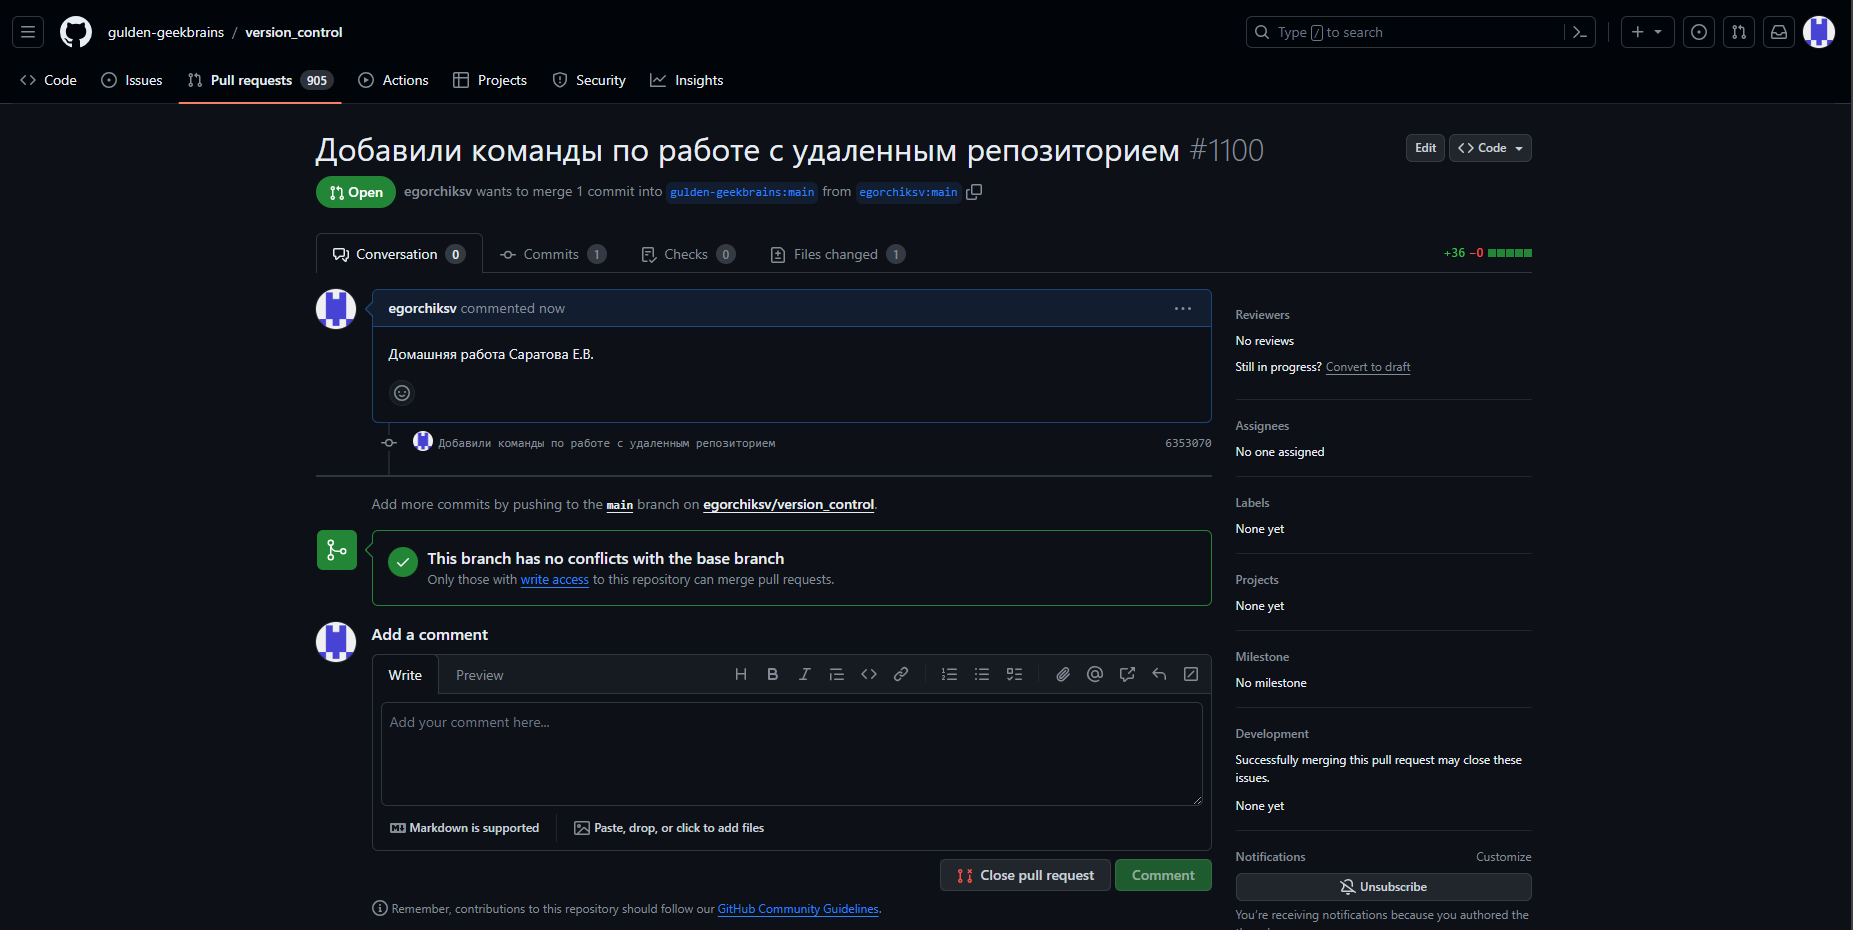 gulden-geekbrains / version_control
Type / to search
Code
Issues
Pull requests 905
Actions
Projects
Security
Insights
Добавили команды по работе с удаленным репозиторием #1100
Edit
Code
Open
egorchiksv wants to merge 1 commit into gulden-geekbrains:main from egorchiksv:main
Conversation 0
Commits 1
Checks 0
Files changed 1
+36 −0
egorchiksv commented now
Домашняя работа Саратова Е.В.
Добавили команды по работе с удаленным репозиторием
6353070
Add more commits by pushing to the main branch on egorchiksv/version_control.
This branch has no conflicts with the base branch
Only those with write access to this repository can merge pull requests.
Add a comment
Write
Preview
Add your comment here...
Markdown is supported
Paste, drop, or click to add files
Close pull request
Comment
Remember, contributions to this repository should follow our GitHub Community Guidelines.
Reviewers
No reviews
Still in progress? Convert to draft
Assignees
No one assigned
Labels
None yet
Projects
None yet
Milestone
No milestone
Development
Successfully merging this pull request may close these
issues.
None yet
Notifications
Customize
Unsubscribe
You're receiving notifications because you authored the